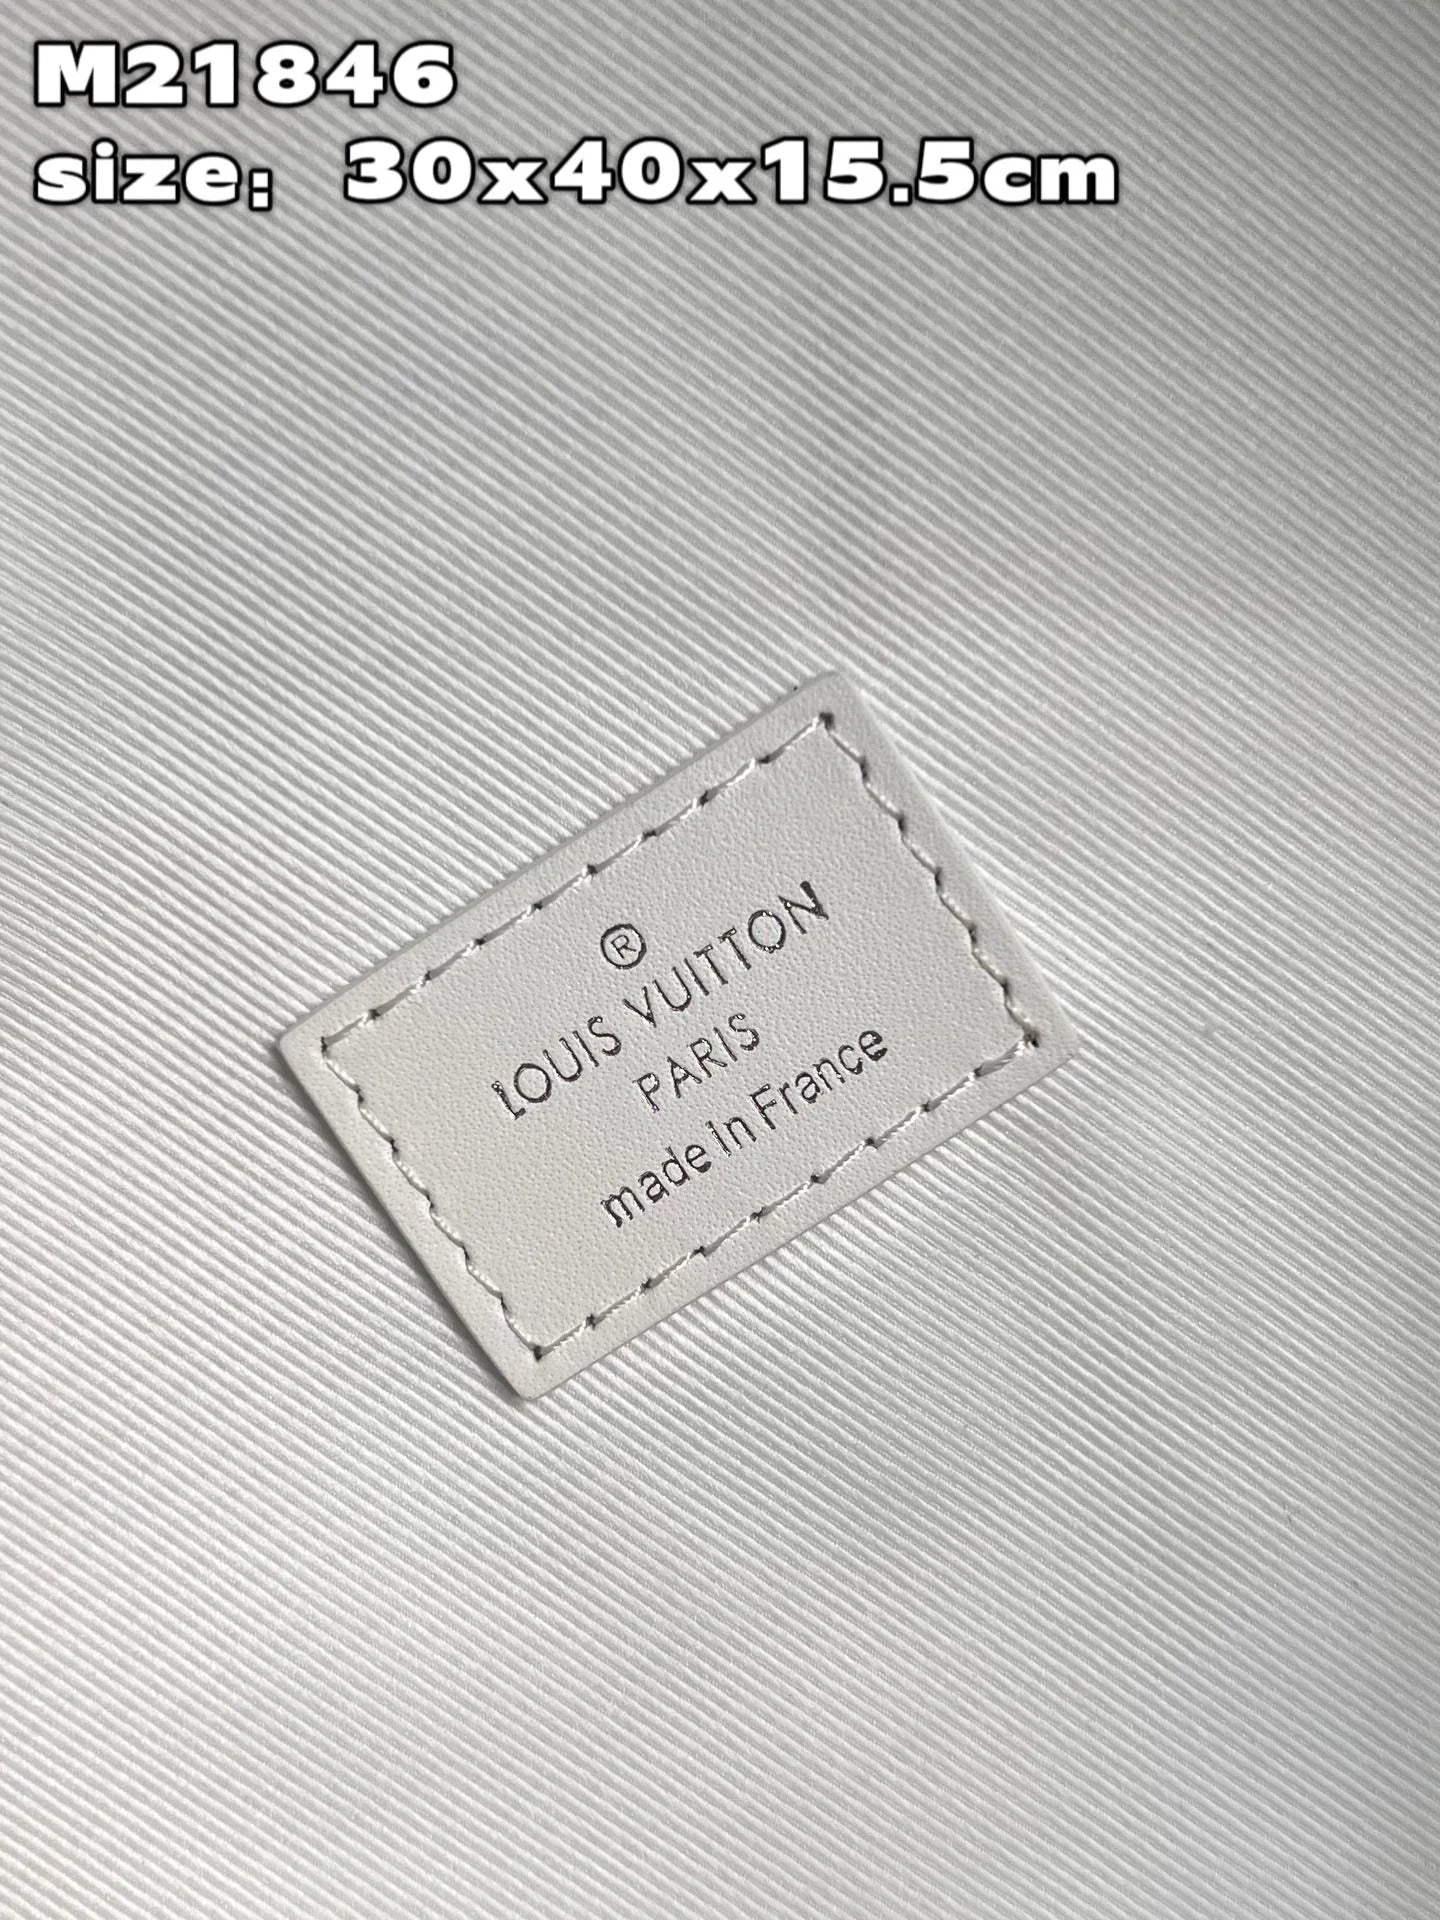 M21846
size： 30x40x15.5cm
®
LOUIS VUITTON
PARIS
made in France